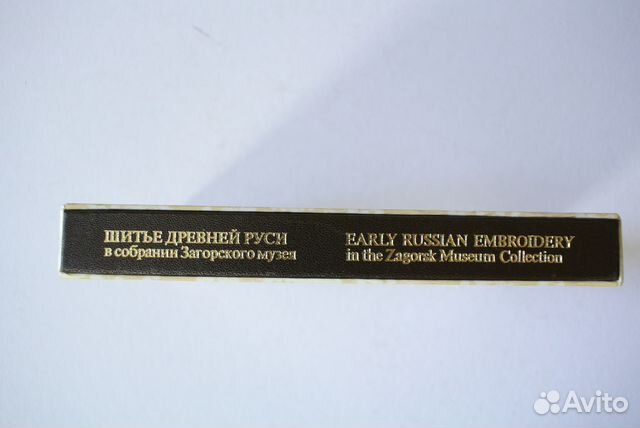 ШИТЬЕ ДРЕВНЕЙ РУСИ
в собрании Загорского музея
EARLY RUSSIAN EMBROIDERY
in the Zagorsk Museum Collection
Avito